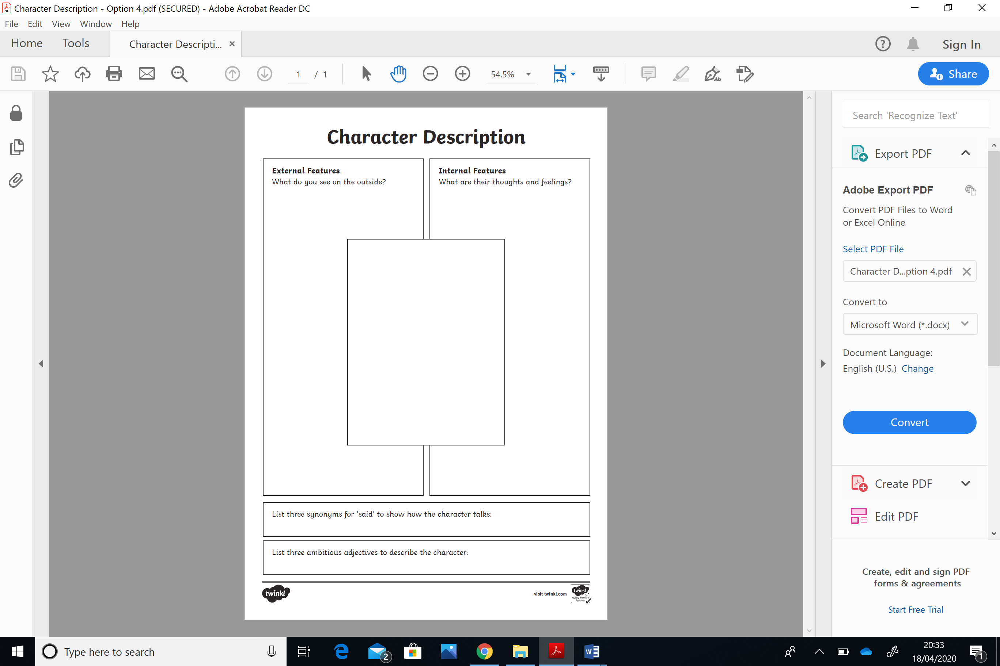 Character Description - Option 4.pdf (SECURED) - Adobe Acrobat Reader DC
File Edit View Window Help
Home Tools Character Descripti... Sign In
1 / 1 54.5% Share
Search 'Recognize Text'
Export PDF
Adobe Export PDF
Convert PDF Files to Word
or Excel Online
Select PDF File
Character D...ption 4.pdf
Convert to
Microsoft Word (*.docx)
Document Language:
English (U.S.) Change
Convert
Create PDF
Edit PDF
Create, edit and sign PDF
forms & agreements
Start Free Trial
Character Description
External Features
What do you see on the outside?
Internal Features
What are their thoughts and feelings?
List three synonyms for ‘said’ to show how the character talks:
List three ambitious adjectives to describe the character:
twinkl
visit twinkl.com
twinkl
Quality Standard
Approved
Type here to search
2
20:33
18/04/2020
1